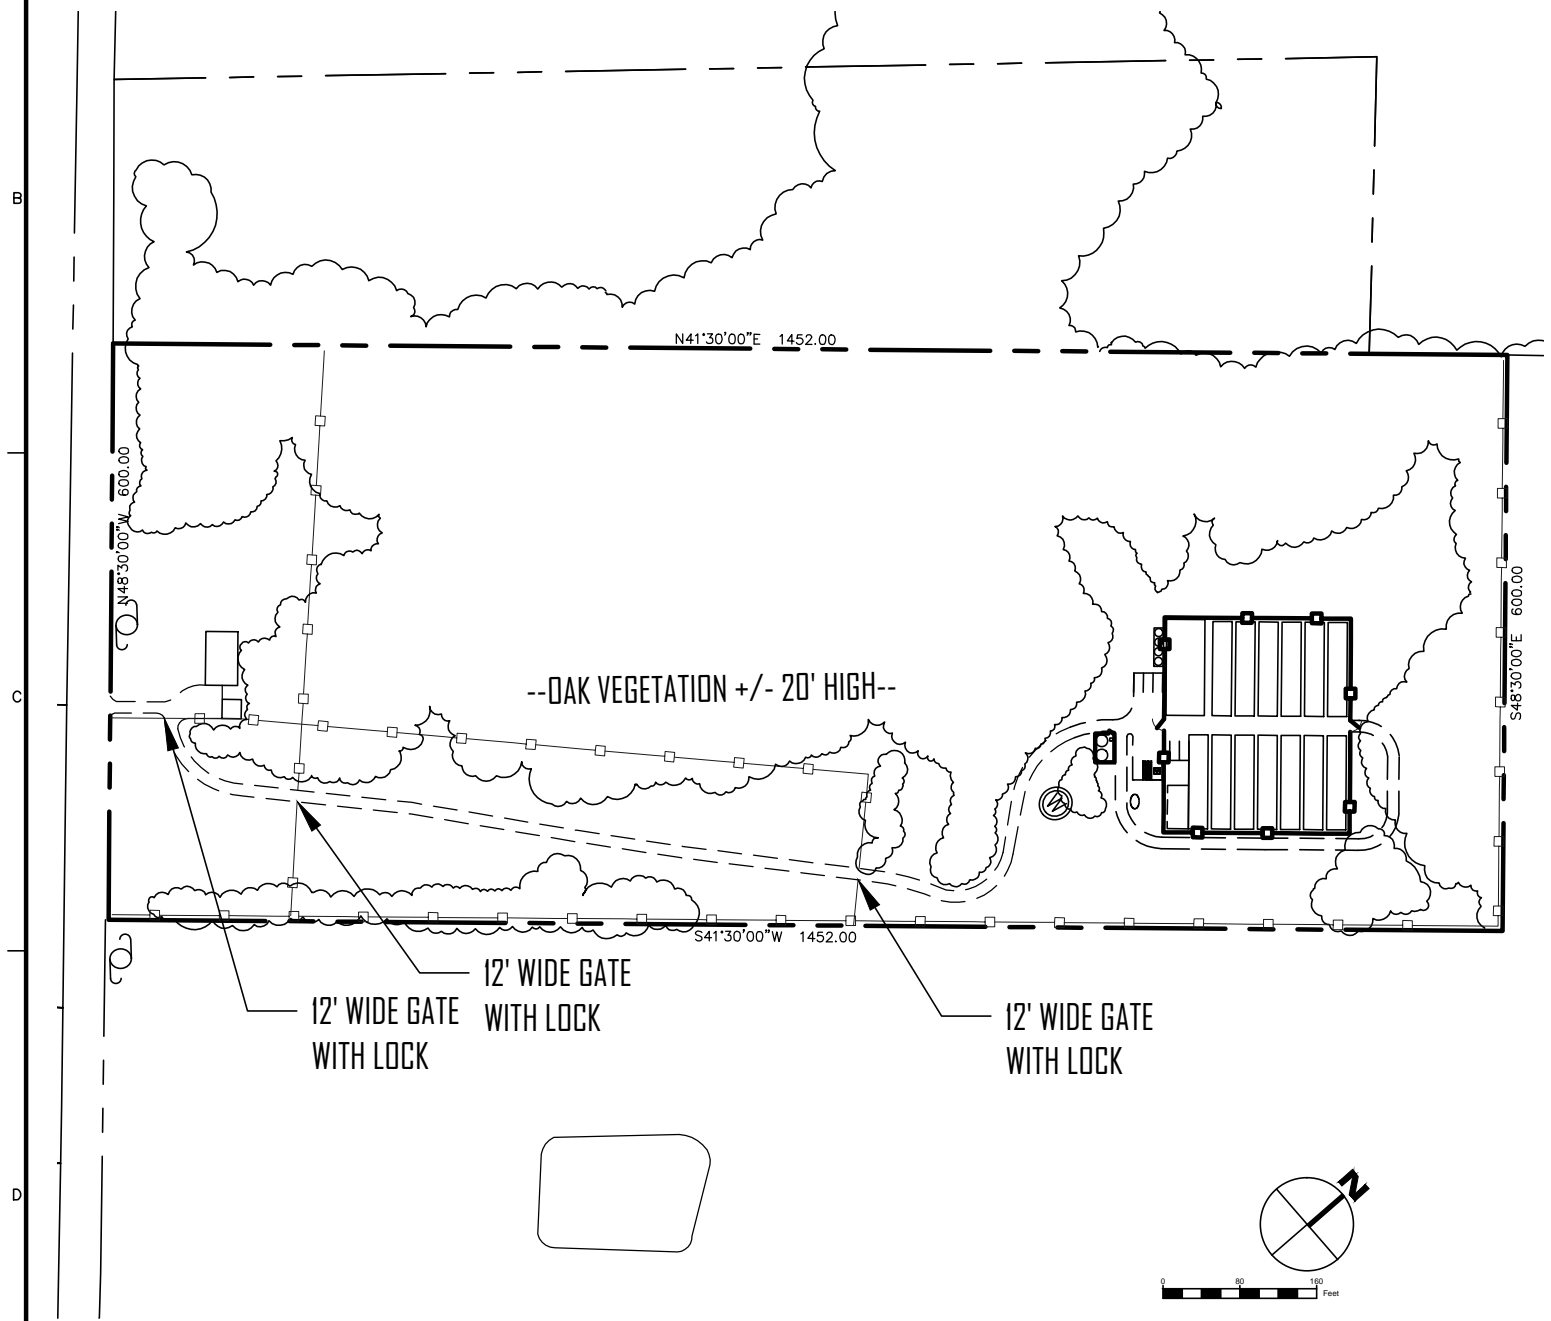 B
N41°30'00"E 1452.00
N48°30'00"W 600.00
S48°30'00"E 600.00
C
--OAK VEGETATION +/- 20' HIGH--
S41°30'00"W 1452.00
12' WIDE GATE
WITH LOCK
12' WIDE GATE
WITH LOCK
12' WIDE GATE
WITH LOCK
D
N
0 80 160
Feet